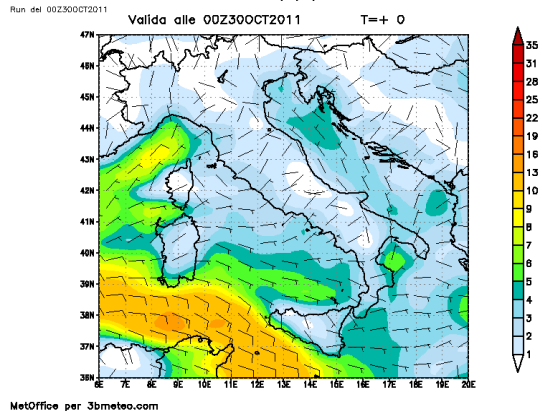 Run del 00Z30OCT2011
Valida alle 00Z30OCT2011 T=+ 0
47N
46N
45N
44N
43N
42N
41N
40N
39N
38N
37N
36N
6E 7E 8E 9E 10E 11E 12E 13E 14E 15E 16E 17E 18E 19E 20E
35
31
28
25
22
19
16
13
10
9
8
7
6
5
4
3
2
1
MetOffice per 3bmeteo.com